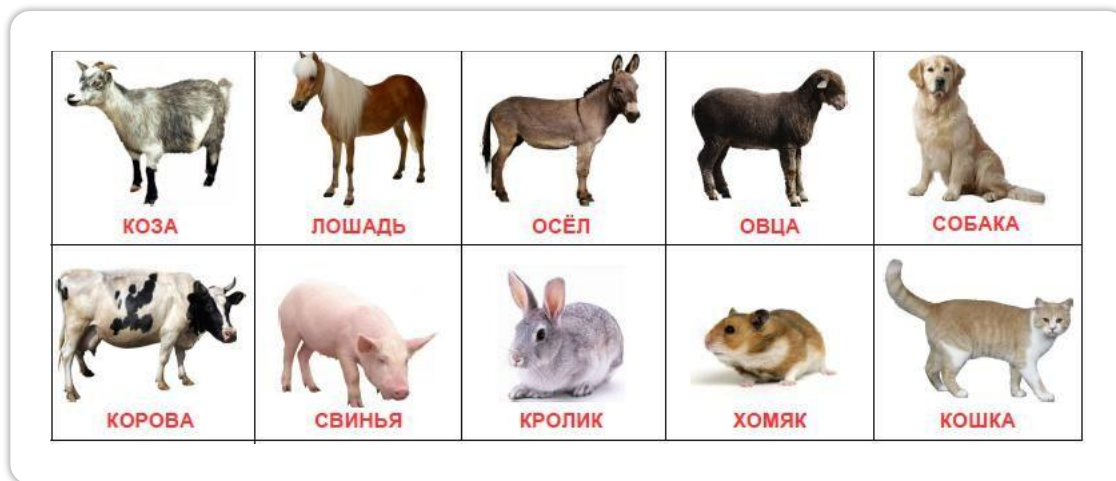 КОЗА
ЛОШАДЬ
ОСЁЛ
ОВЦА
СОБАКА
КОРОВА
СВИНЬЯ
КРОЛИК
ХОМЯК
КОШКА